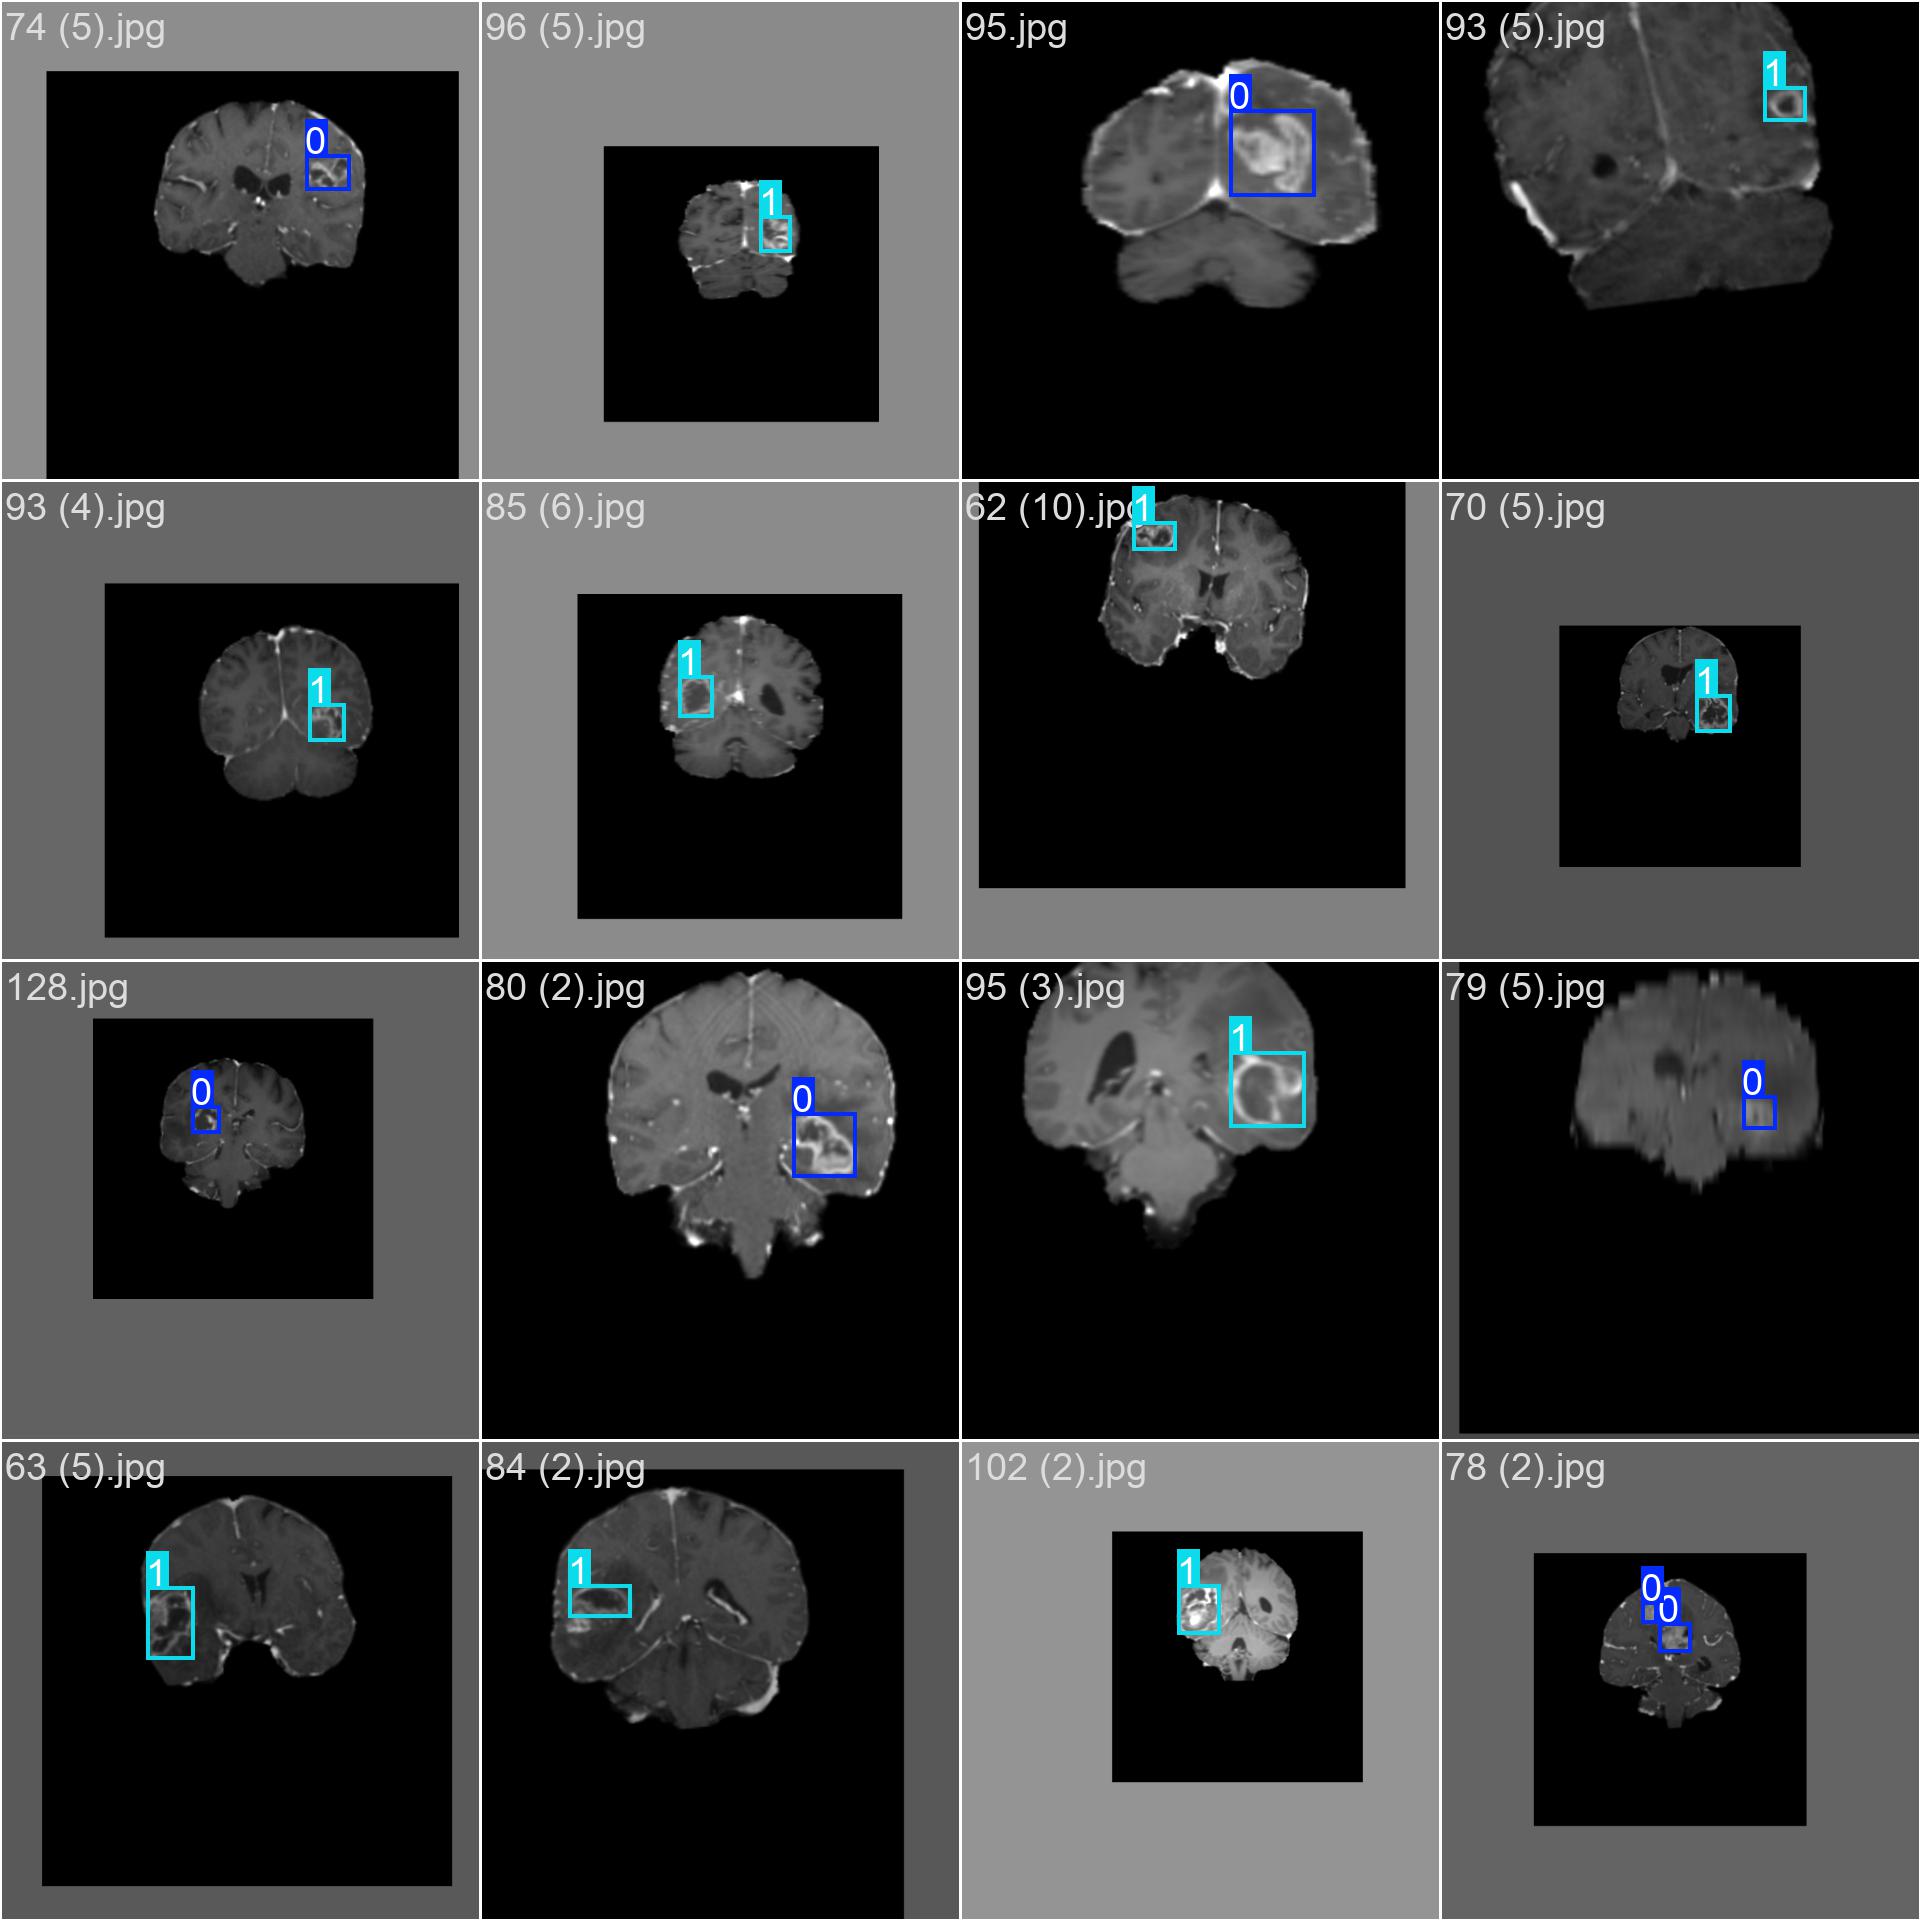 74 (5).jpg
0
96 (5).jpg
1
95.jpg
0
93 (5).jpg
1
93 (4).jpg
1
85 (6).jpg
1
62 (10).jpg
1
70 (5).jpg
1
128.jpg
0
80 (2).jpg
0
95 (3).jpg
1
79 (5).jpg
0
63 (5).jpg
1
84 (2).jpg
1
102 (2).jpg
1
78 (2).jpg
0
0